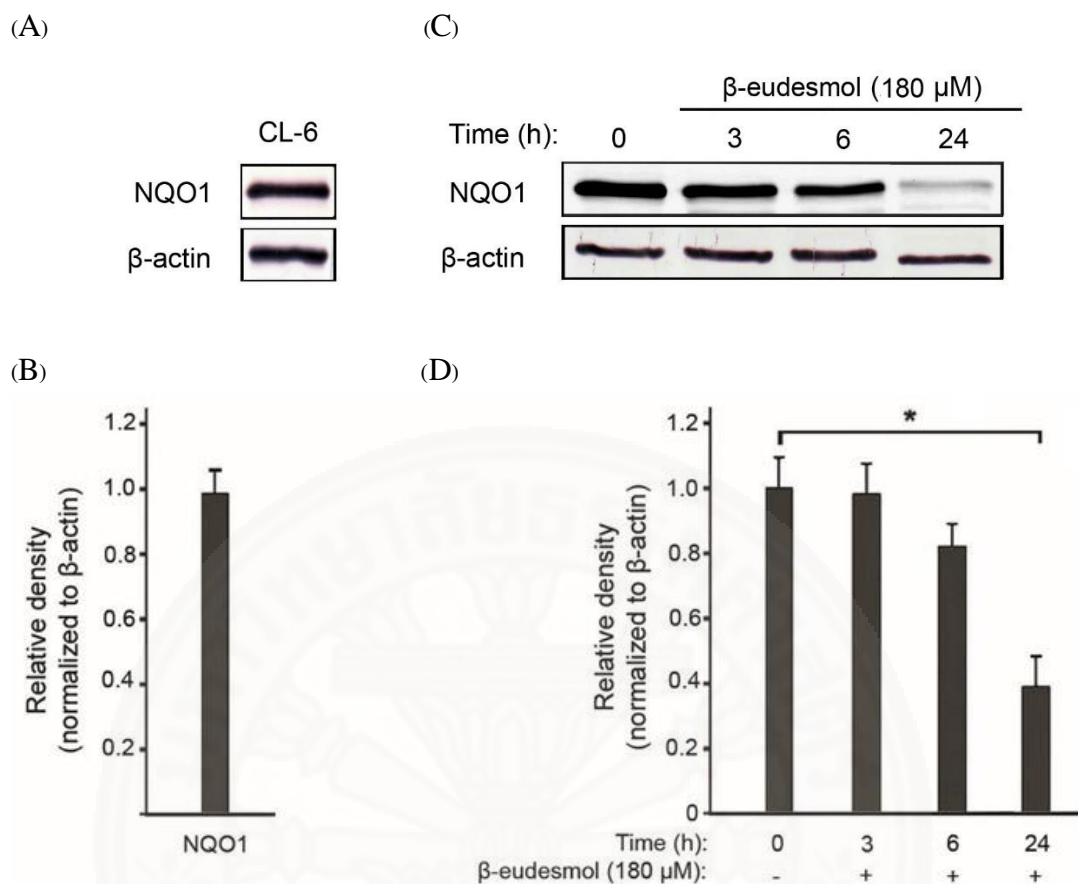 (A)
CL-6
NQO1
β-actin
(C)
β-eudesmol (180 µM)
Time (h): 0 3 6 24
NQO1
β-actin
(B)
1.2
1.0
0.8
0.6
0.4
0.2
Relative density
(normalized to β-actin)
NQO1
(D)
*
1.2
1.0
0.8
0.6
0.4
0.2
0
Relative density
(normalized to β-actin)
Time (h): 0 3 6 24
β-eudesmol (180 µM): - + + +